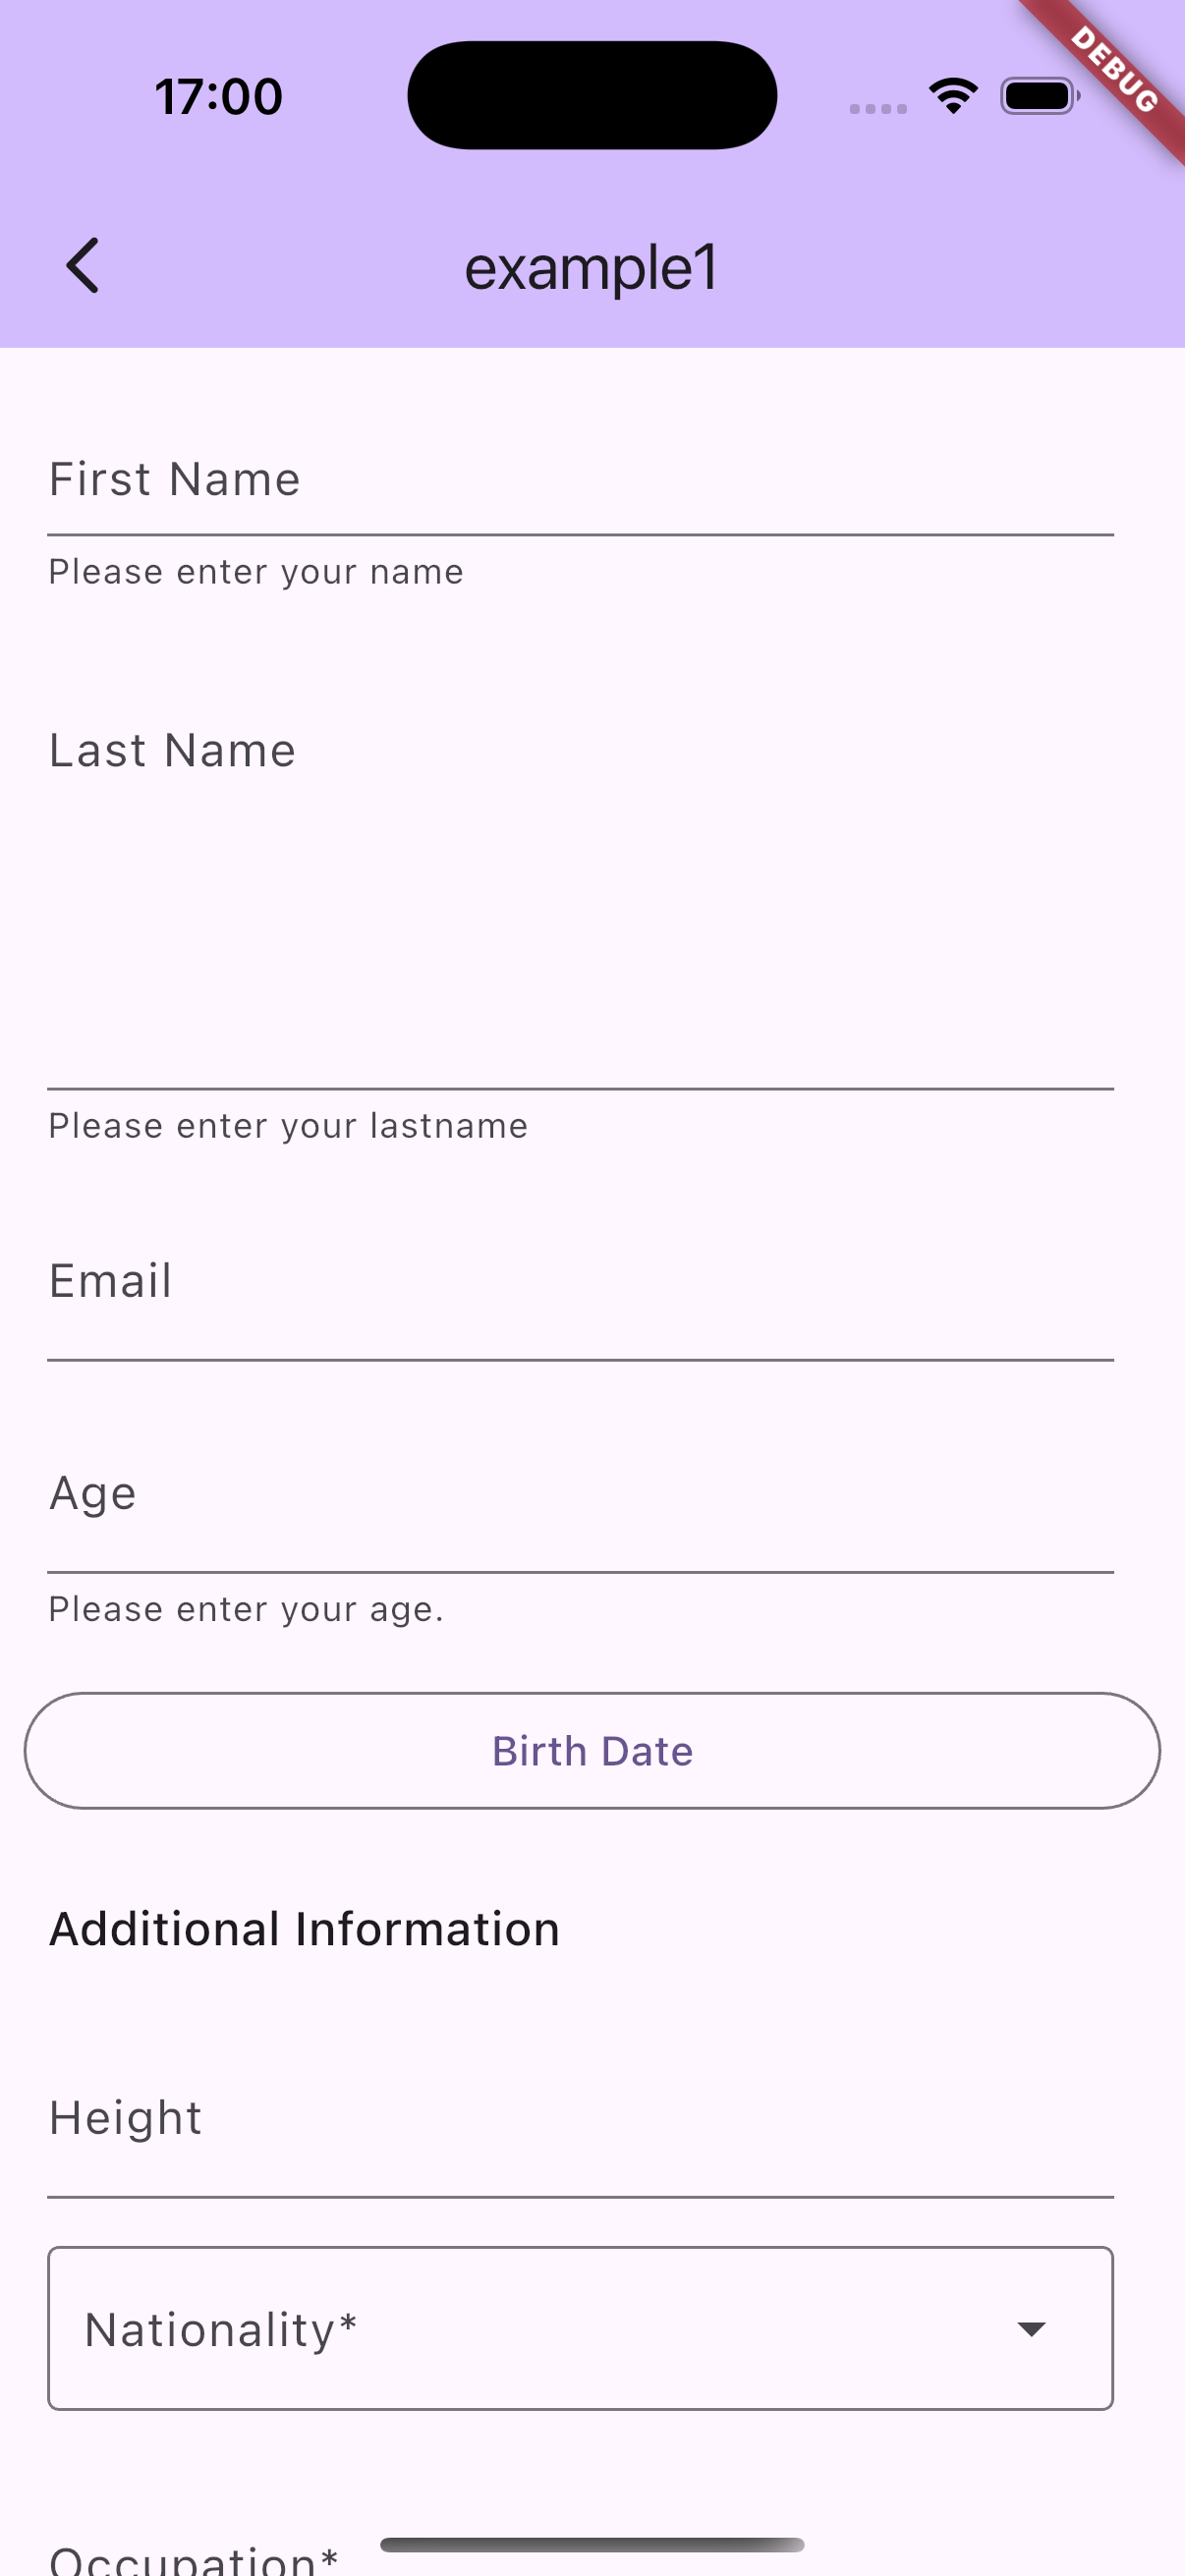 17:00
DEBUG
example1
First Name
Please enter your name
Last Name
Please enter your lastname
Email
Age
Please enter your age.
Birth Date
Additional Information
Height
Nationality*
Occupation*